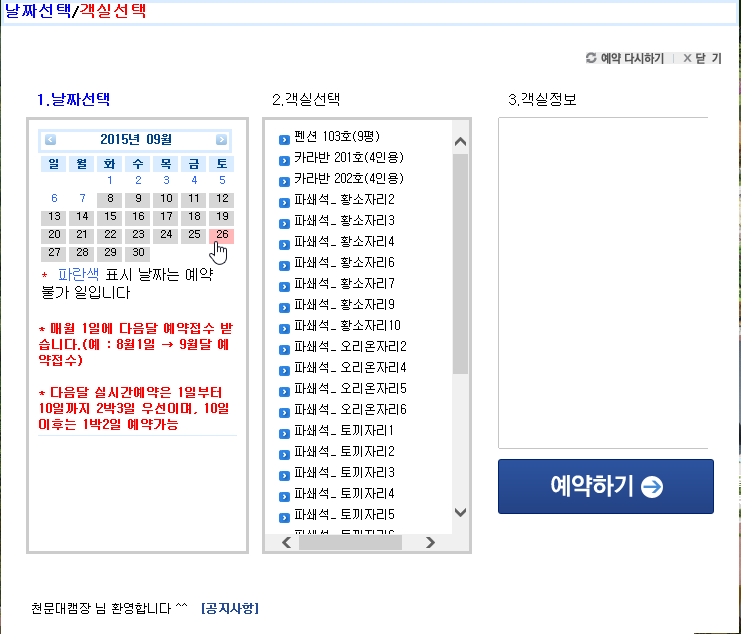 날짜선택/객실선택
예약 다시하기 | X 닫 기
1.날짜선택
2015년 09월
일 월 화 수 목 금 토
1 2 3 4 5
6 7 8 9 10 11 12
13 14 15 16 17 18 19
20 21 22 23 24 25 26
27 28 29 30
* 파란색 표시 날짜는 예약
불가 일입니다
* 매월 1일에 다음달 예약접수 받
습니다.(예 : 8월1일 → 9월달 예
약접수)
* 다음달 실시간예약은 1일부터
10일까지 2박3일 우선이며, 10일
이후는 1박2일 예약가능
2.객실선택
펜션 103호(9평)
카라반 201호(4인용)
카라반 202호(4인용)
파쇄석_ 황소자리2
파쇄석_ 황소자리3
파쇄석_ 황소자리4
파쇄석_ 황소자리6
파쇄석_ 황소자리7
파쇄석_ 황소자리9
파쇄석_ 황소자리10
파쇄석_ 오리온자리2
파쇄석_ 오리온자리4
파쇄석_ 오리온자리5
파쇄석_ 오리온자리6
파쇄석_ 토끼자리1
파쇄석_ 토끼자리2
파쇄석_ 토끼자리3
파쇄석_ 토끼자리4
파쇄석_ 토끼자리5
3.객실정보
예약하기
천문대캠장 님 환영합니다 ^^ [공지사항]